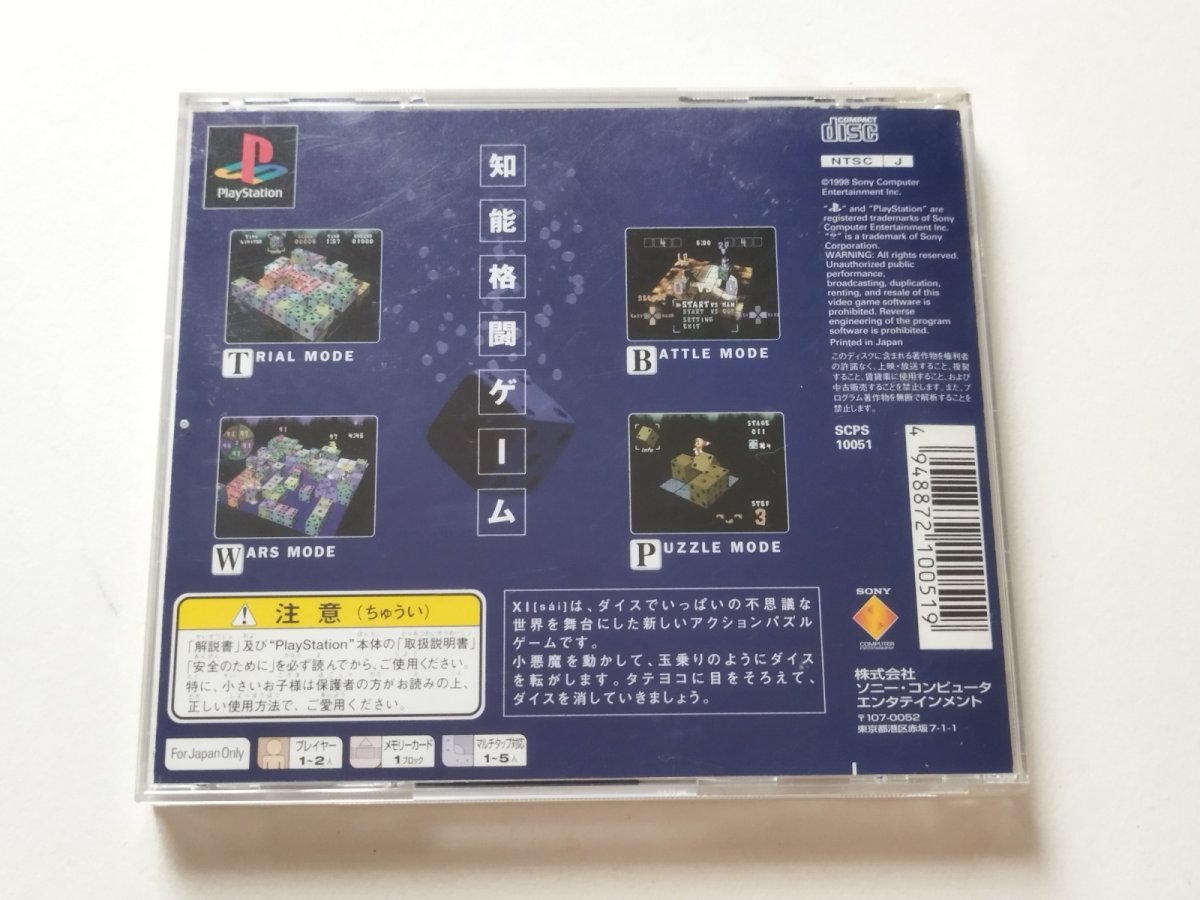 PlayStation
知能格闘ゲーム
TRIAL MODE
BATTLE MODE
START VS MAN
START VS COM
SETTING
EXIT
WARS MODE
PUZZLE MODE
STAGE
011
Info
STEP
3
COMPACT
disc
NTSC J
©1998 Sony Computer
Entertainment Inc.
" " and "PlayStation" are
registered trademarks of Sony
Computer Entertainment Inc.
" " is a trademark of Sony
Corporation.
WARNING: All rights reserved.
Unauthorized public
performance,
broadcasting, duplication,
renting, and resale of this
video game software is
prohibited. Reverse
engineering of the program
software is prohibited.
Printed in Japan
このディスクに含まれる著作物を権利者
の許諾なく、上映・放送すること、複製
すること、賃貸業に使用すること、および
中古販売することを禁止します。また、プ
ログラム著作物を無断で解析することを
禁止します。
SCPS
10051
4 948872 100519
SONY
COMPUTER
株式会社
ソニー・コンピュータ
エンタテインメント
〒107-0052
東京都港区赤坂7-1-1
注意(ちゅうい)
「解説書」及び"PlayStation"本体の「取扱説明書」
「安全のために」を必ず読んでから、ご使用ください。
特に、小さいお子様は保護者の方がお読みの上、
正しい使用方法で、ご愛用ください。
XI[sái]は、ダイスでいっぱいの不思議な
世界を舞台にした新しいアクションパズル
ゲームです。
小悪魔を動かして、玉乗りのようにダイス
を転がします。タテヨコに目をそろえて、
ダイスを消していきましょう。
For Japan Only
プレイヤー
1~2人
メモリーカード
1ブロック
マルチタップ対応
1~5人